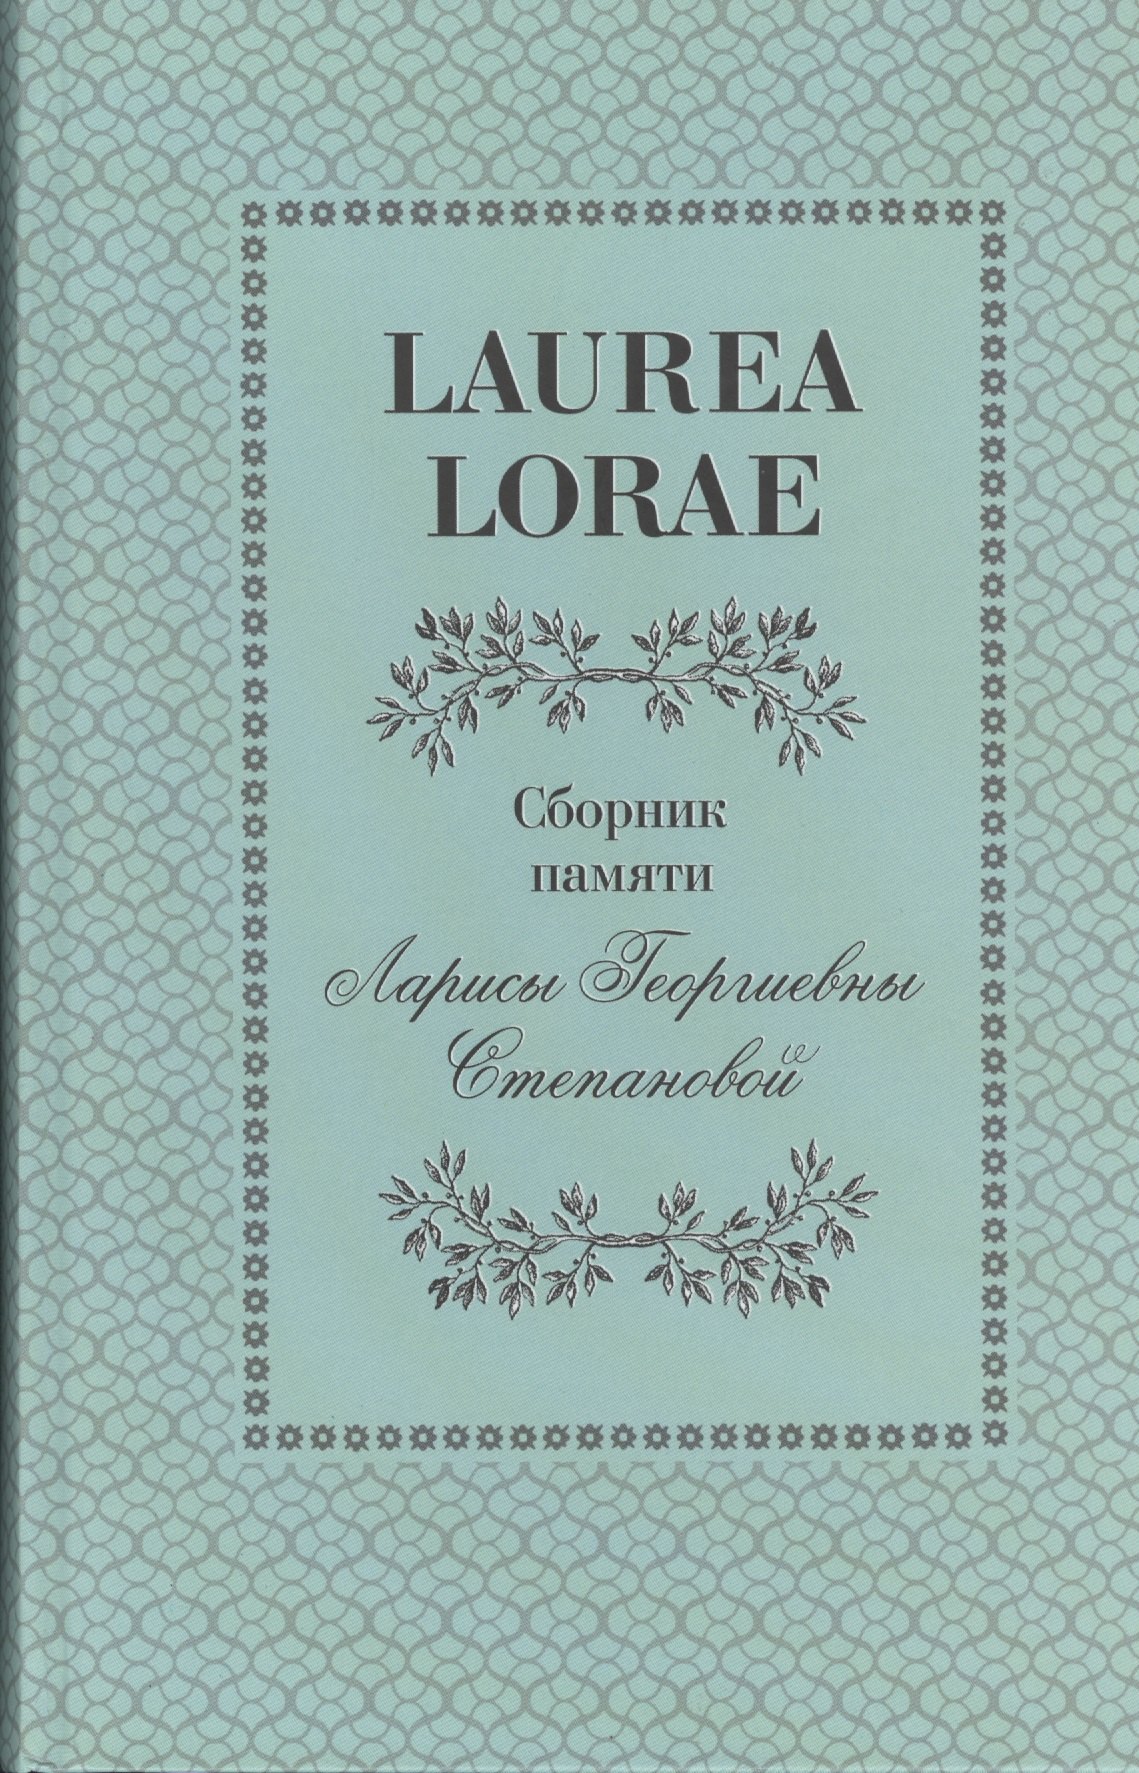 LAUREA
LORAE
Сборник
памяти
Ларисы Георгиевны
Степановой